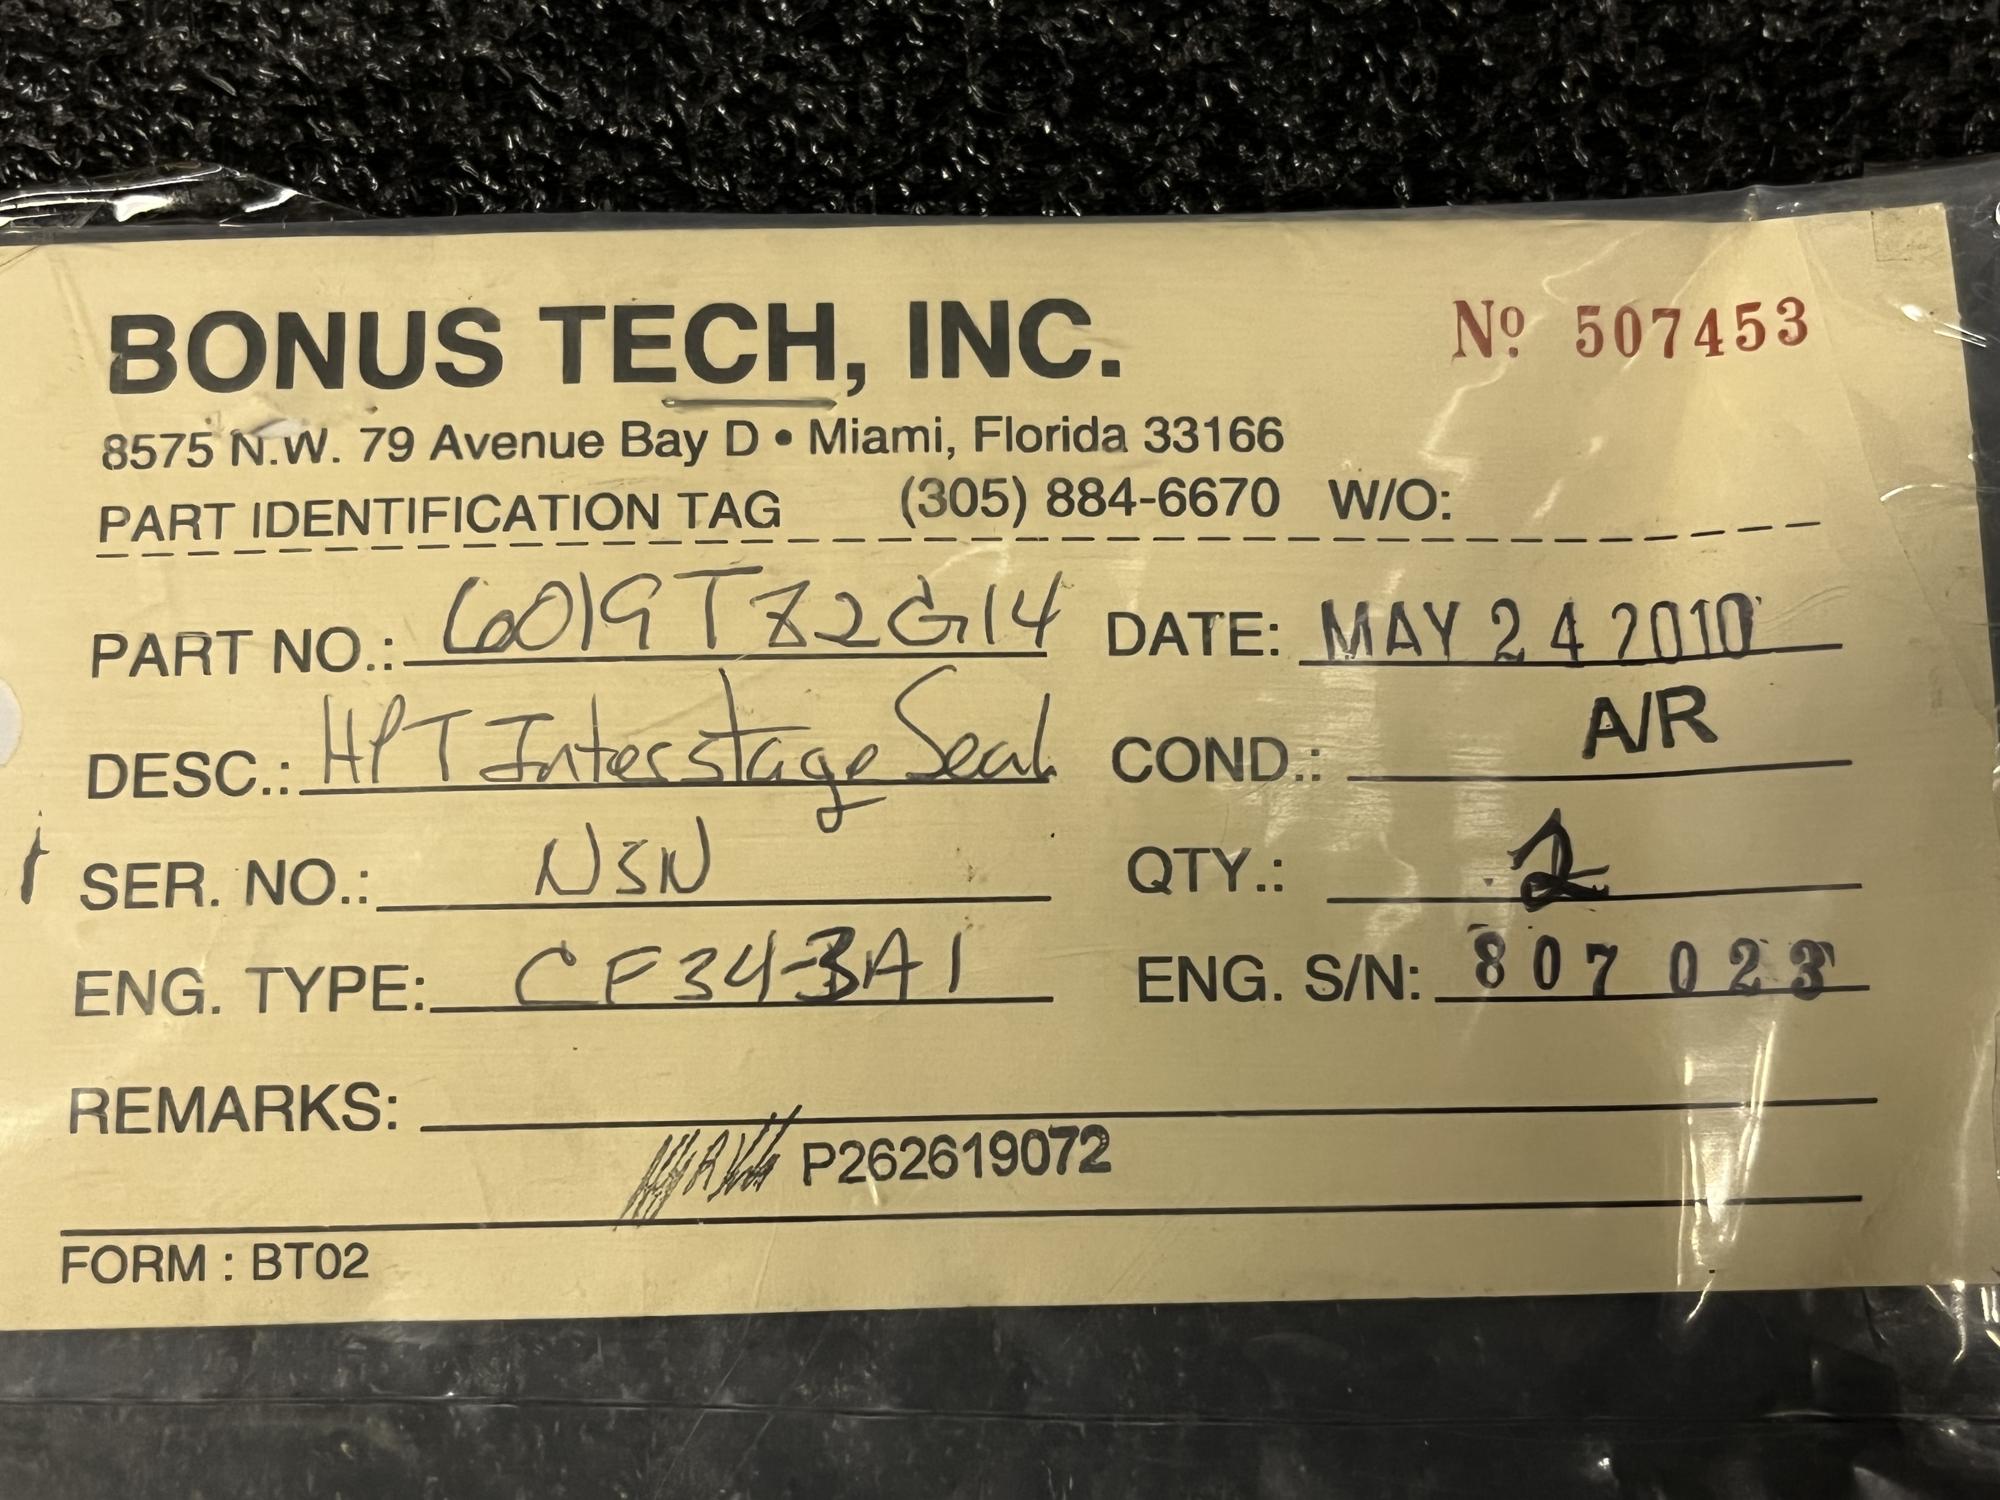 BONUS TECH, INC.
Nº 507453
8575 N.W. 79 Avenue Bay D • Miami, Florida 33166
PART IDENTIFICATION TAG (305) 884-6670 W/O:
PART NO.: 6019T82G14 DATE: MAY 24 2010
DESC.: HPT Interstage Seal COND.: A/R
SER. NO.: NSN QTY.: 2
ENG. TYPE: CF34-3A1 ENG. S/N: 807 023
REMARKS:
P262619072
FORM : BT02